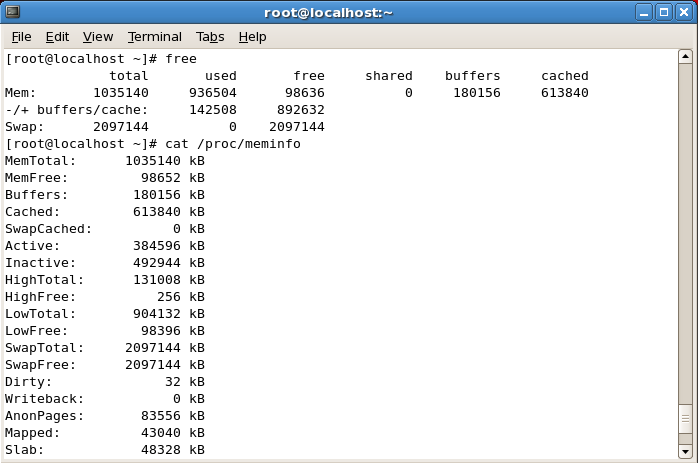 root@localhost:~
File Edit View Terminal Tabs Help
[root@localhost ~]# free
             total       used       free     shared    buffers     cached
Mem:       1035140     936504      98636          0     180156     613840
-/+ buffers/cache:     142508     892632
Swap:      2097144          0    2097144
[root@localhost ~]# cat /proc/meminfo
MemTotal:      1035140 kB
MemFree:         98652 kB
Buffers:        180156 kB
Cached:         613840 kB
SwapCached:          0 kB
Active:         384596 kB
Inactive:       492944 kB
HighTotal:      131008 kB
HighFree:          256 kB
LowTotal:       904132 kB
LowFree:         98396 kB
SwapTotal:     2097144 kB
SwapFree:      2097144 kB
Dirty:              32 kB
Writeback:           0 kB
AnonPages:       83556 kB
Mapped:          43040 kB
Slab:            48328 kB